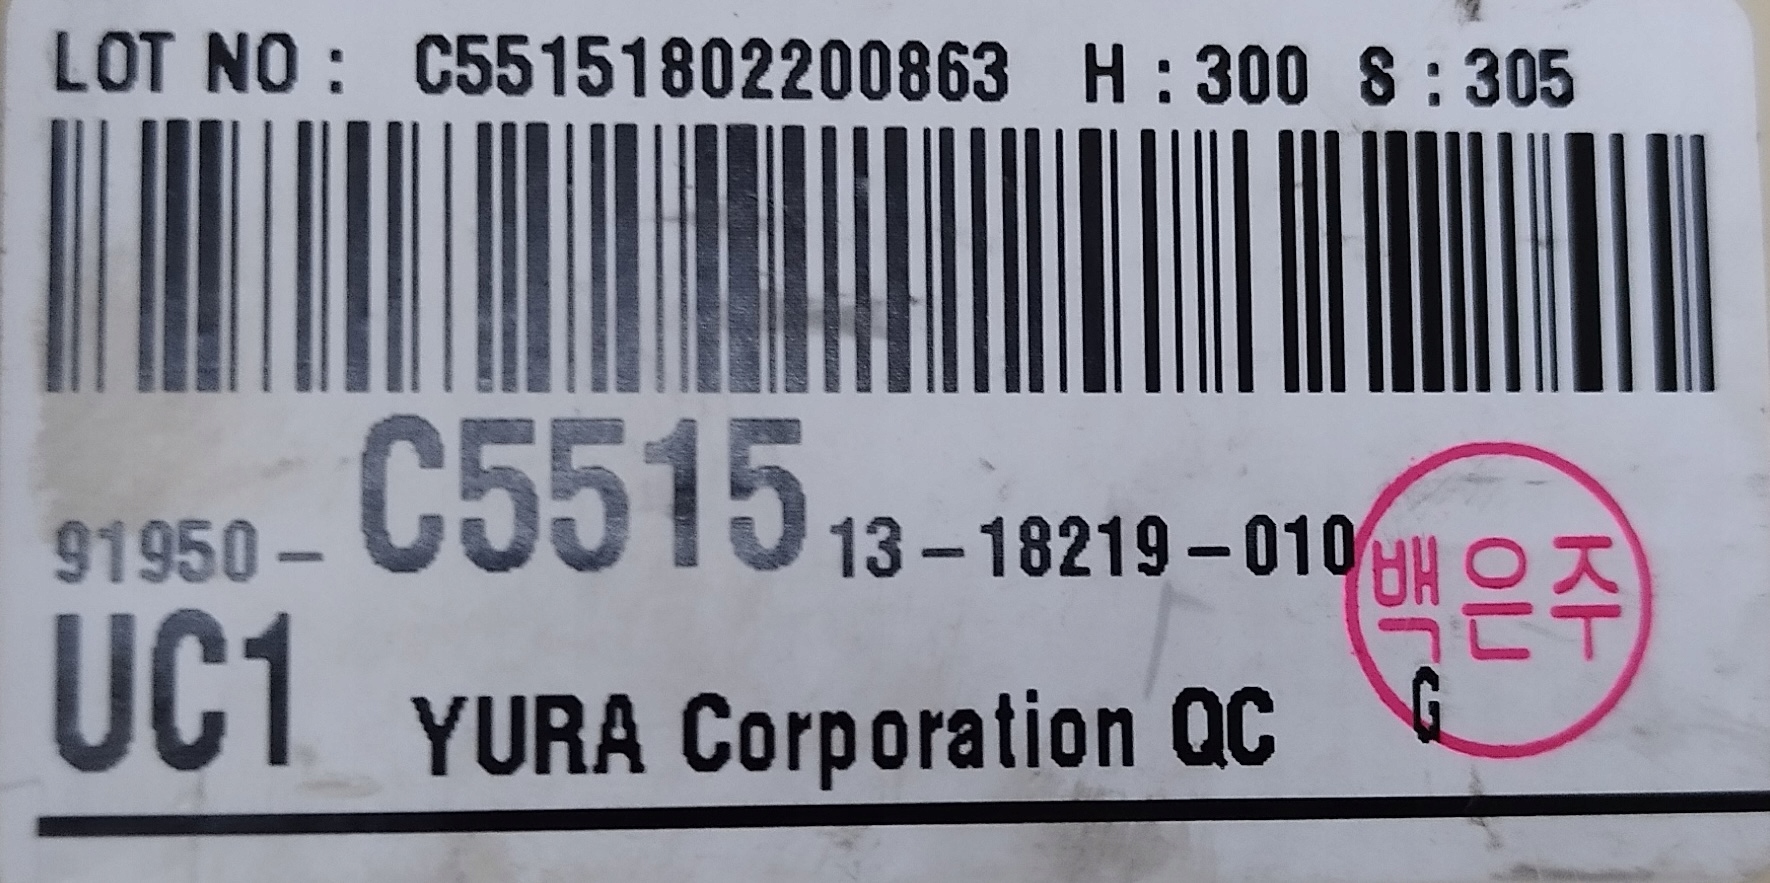 LOT NO : C55151802200863 H : 300 S : 305
91950-C5515 13-18219-010
백은주
UC1 YURA Corporation QC G